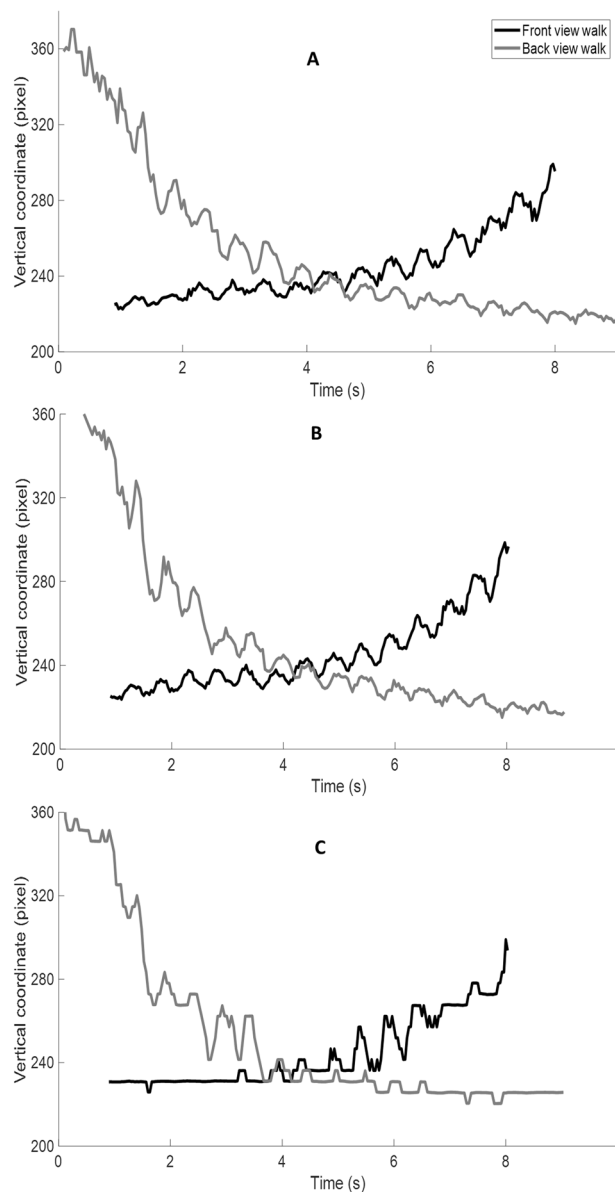 A
Front view walk
Back view walk
Vertical coordinate (pixel)
360
320
280
240
200
0 2 4 6 8
Time (s)
B
Vertical coordinate (pixel)
360
320
280
240
200
0 2 4 6 8
Time (s)
C
Vertical coordinate (pixel)
360
320
280
240
200
0 2 4 6 8
Time (s)